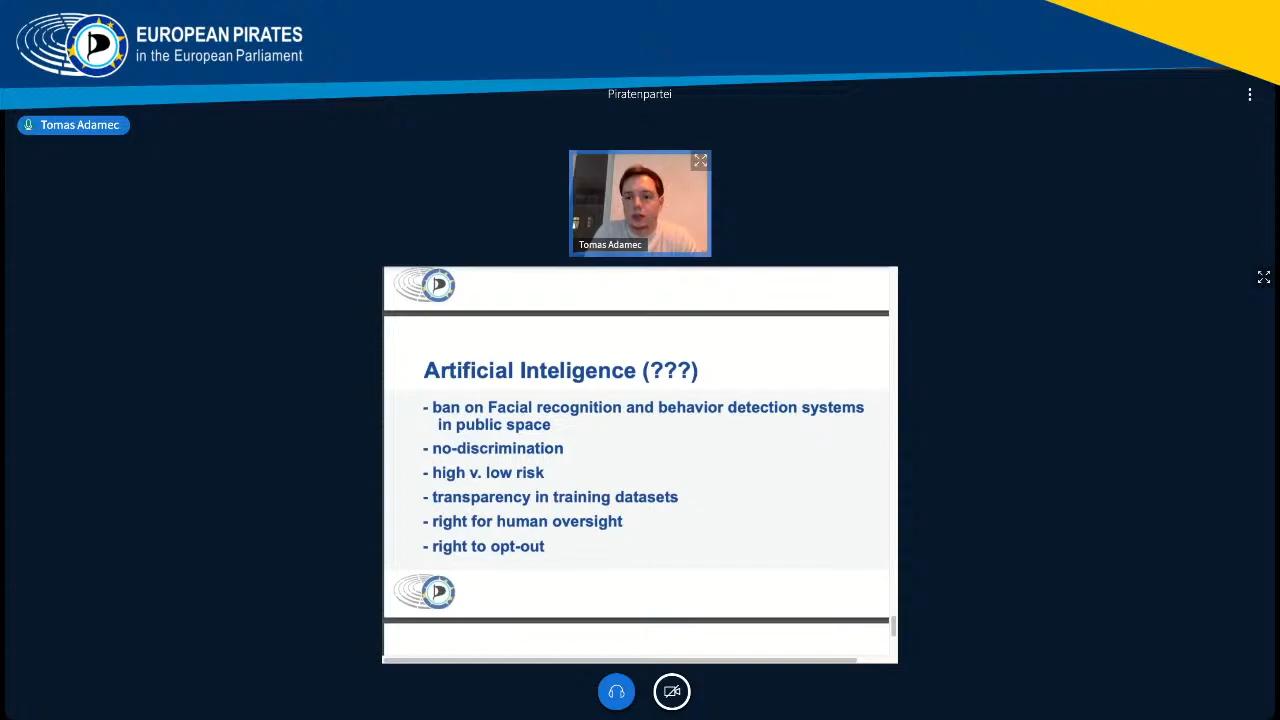 EUROPEAN PIRATES
in the European Parliament
Piratenpartei
Tomas Adamec
Tomas Adamec
Artificial Inteligence (???)
- ban on Facial recognition and behavior detection systems
in public space
- no-discrimination
- high v. low risk
- transparency in training datasets
- right for human oversight
- right to opt-out